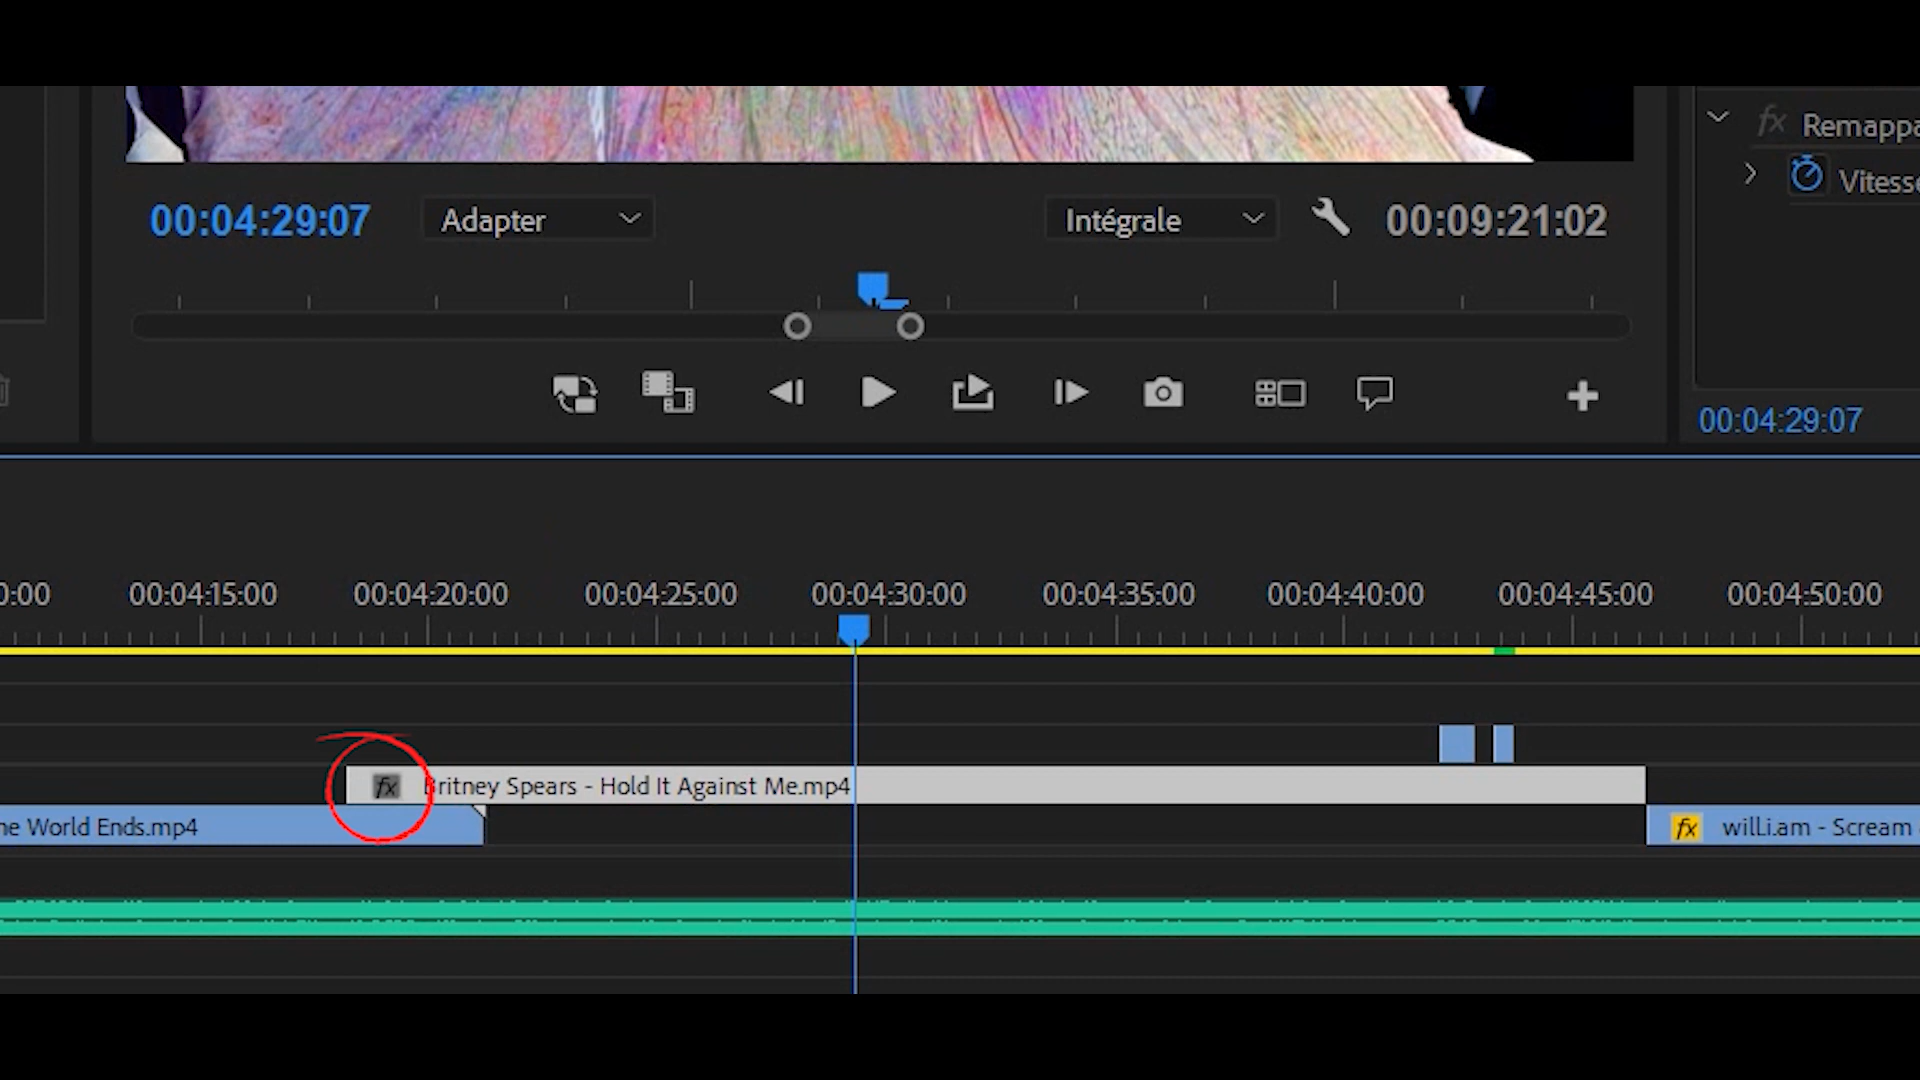 fx Remappa
Vitesse
00:04:29:07 Adapter Intégrale 00:09:21:02
00:04:29:07
0:00 00:04:15:00 00:04:20:00 00:04:25:00 00:04:30:00 00:04:35:00 00:04:40:00 00:04:45:00 00:04:50:00
fx Britney Spears - Hold It Against Me.mp4
he World Ends.mp4 fx will.i.am - Scream